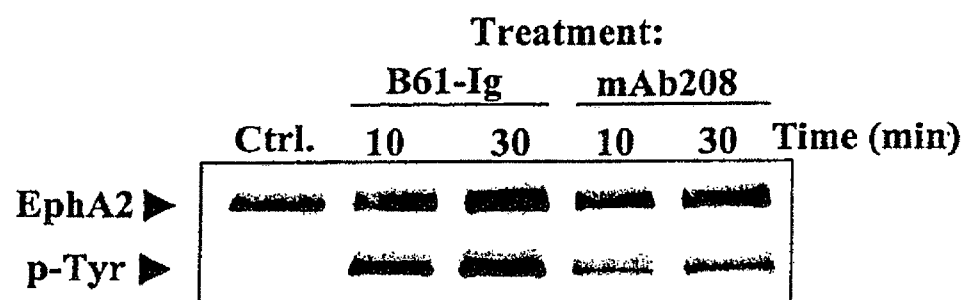 Treatment:
B61-Ig mAb208
Ctrl. 10 30 10 30 Time (min)
EphA2
p-Tyr